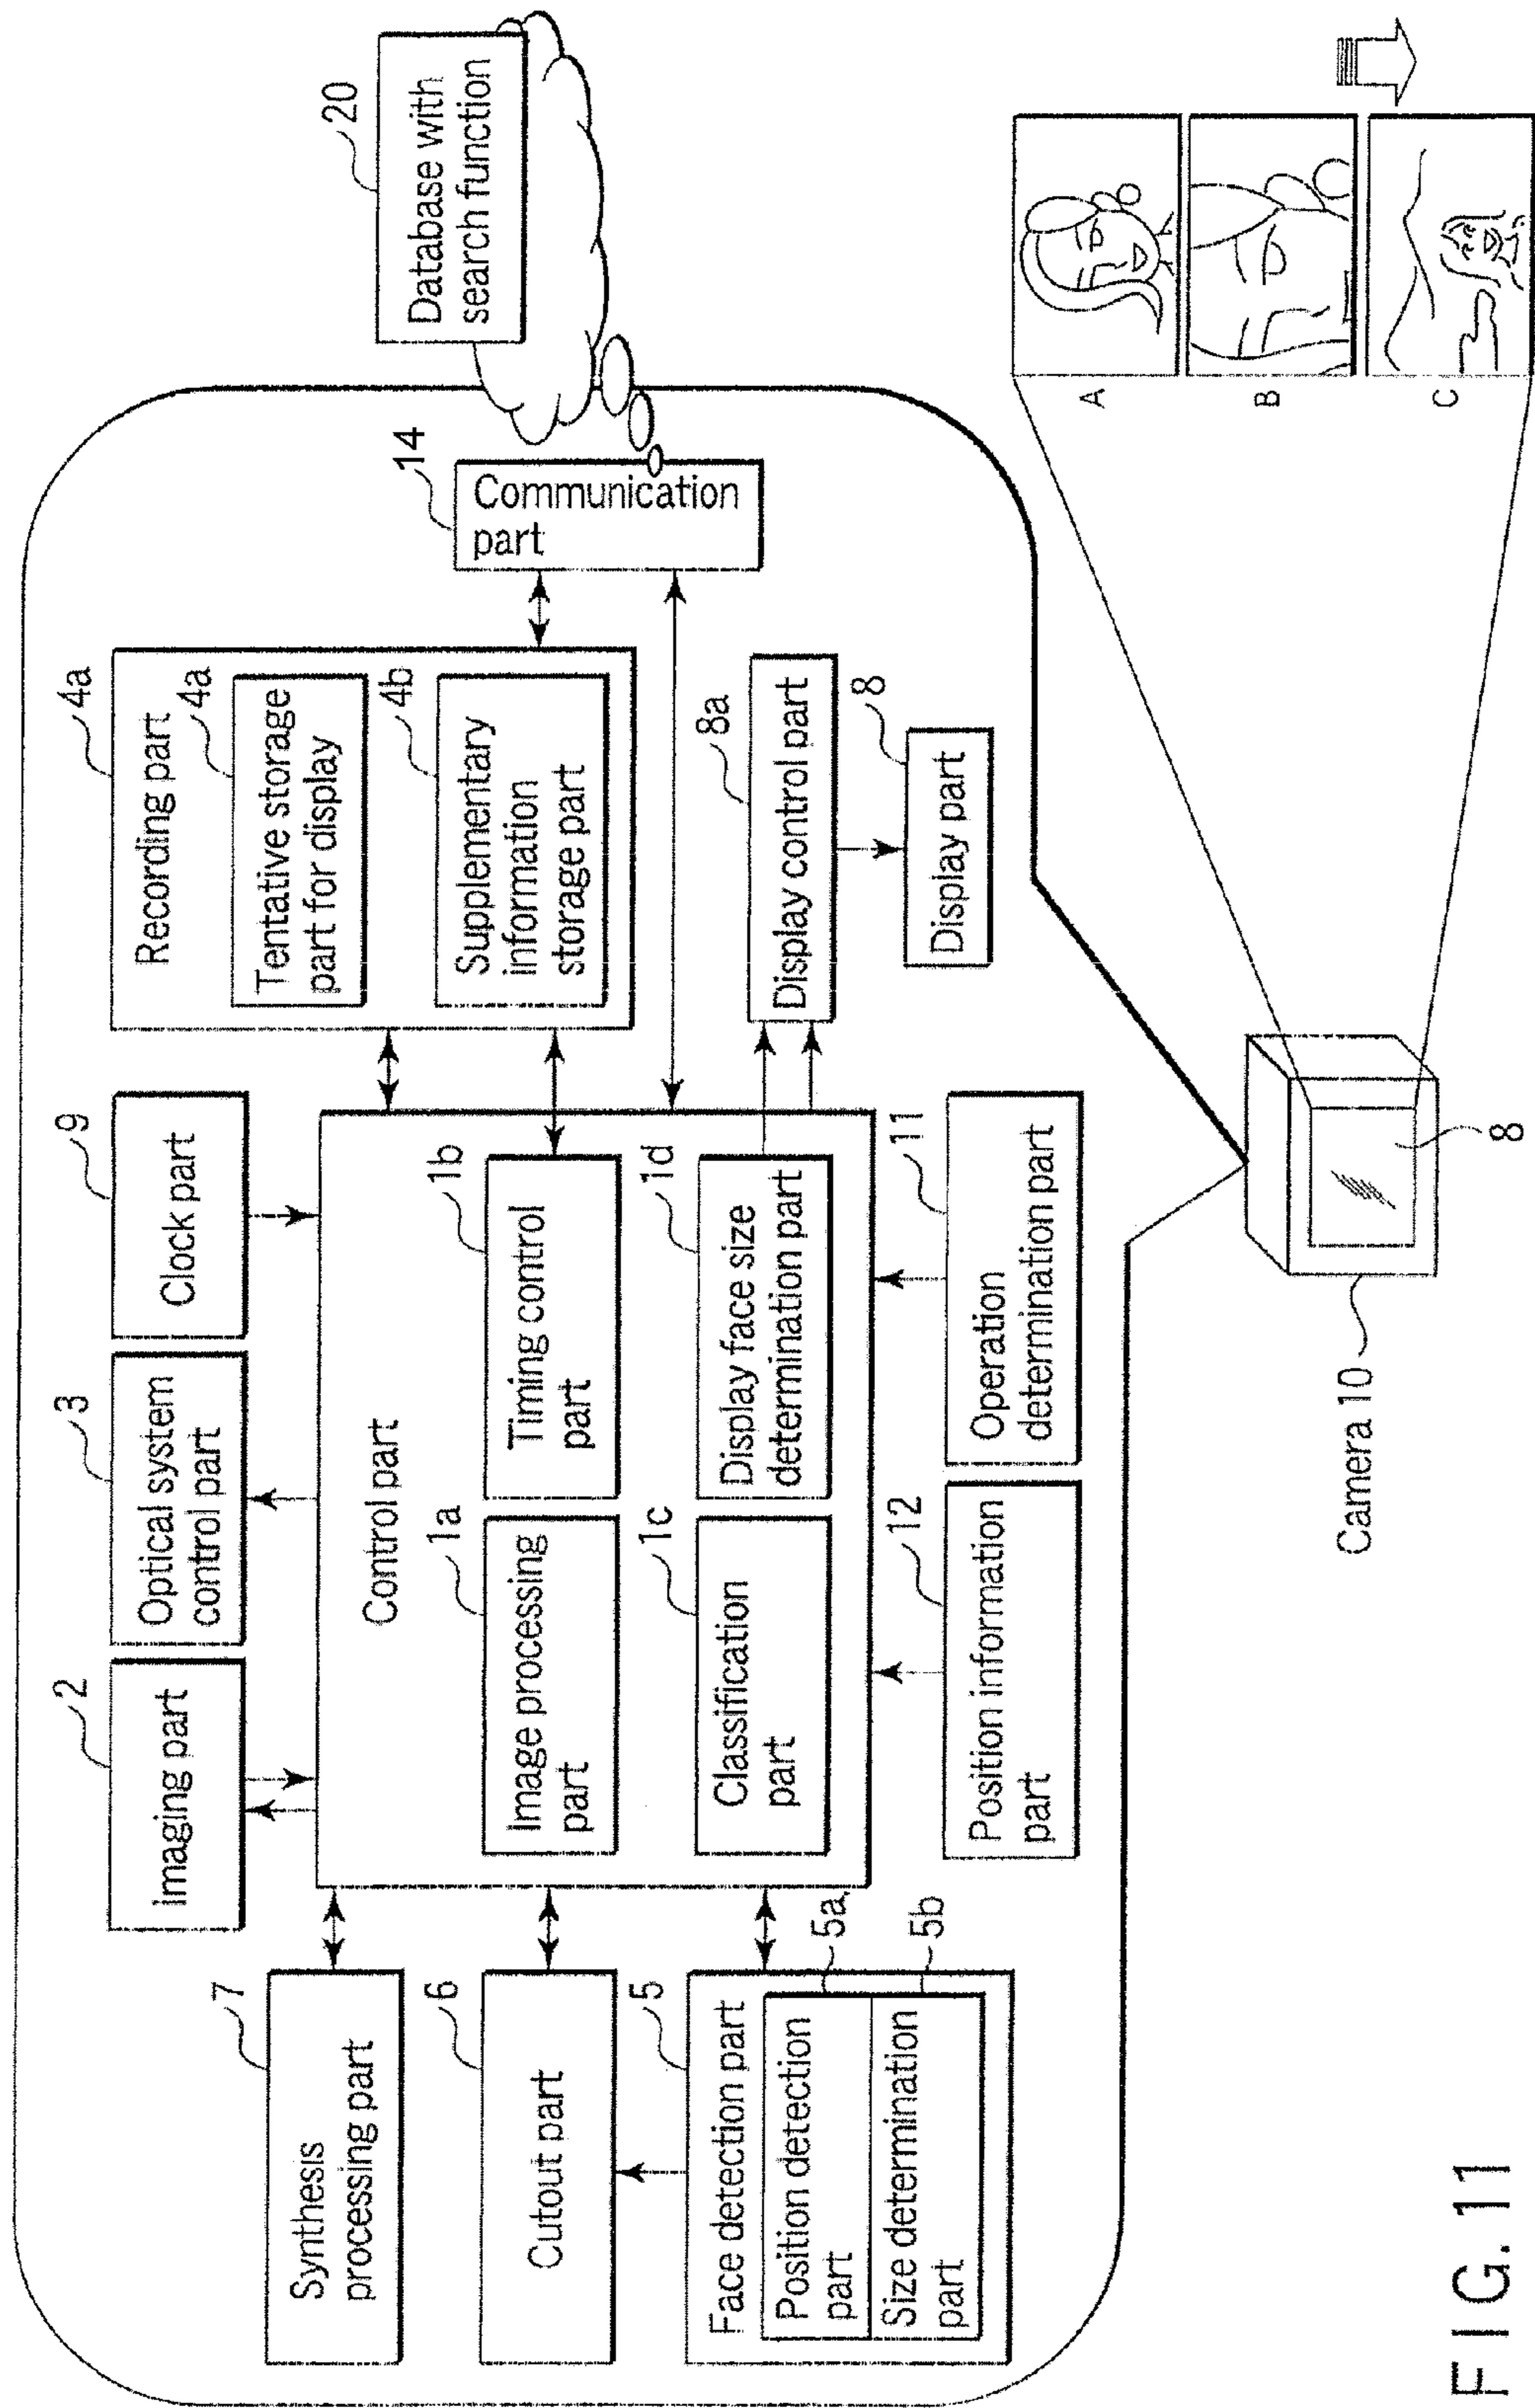 7
Synthesis
processing part
2
Imaging part
3
Optical system
control part
9
Clock part
4a
Recording part
4a
Tentative storage
part for display
4b
Supplementary
information
storage part
14
Communication
part
20
Database with
search function
6
Cutout part
Control part
1a
Image processing
part
1b
Timing control
part
1c
Classification
part
1d
Display face size
determination part
5
Face detection part
5a
Position detection
part
5b
Size determination
part
12
Position information
part
11
Operation
determination part
8a
Display control part
8
Display part
Camera 10
8
A
B
C
FIG.11